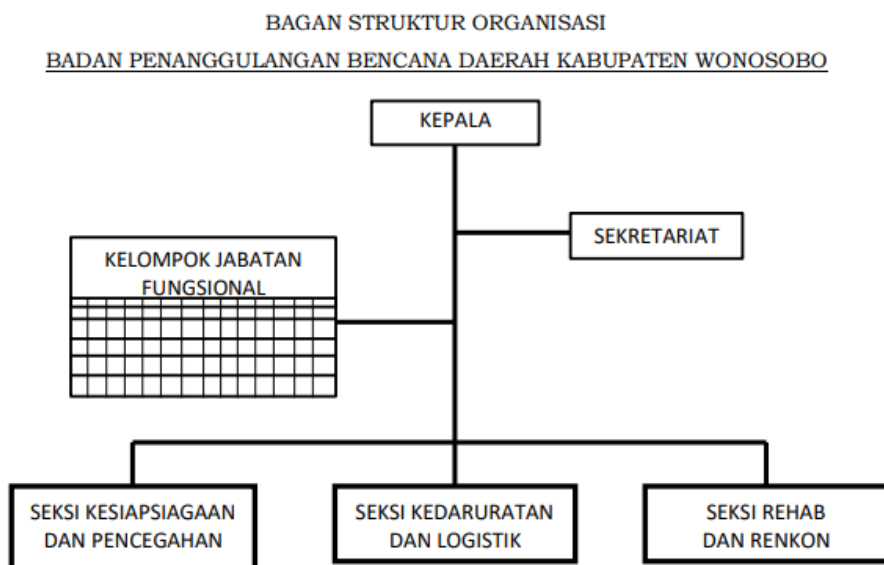 BAGAN STRUKTUR ORGANISASI
BADAN PENANGGULANGAN BENCANA DAERAH KABUPATEN WONOSOBO
KEPALA
SEKRETARIAT
KELOMPOK JABATAN
FUNGSIONAL
SEKSI KESIAPSIAGAAN
DAN PENCEGAHAN
SEKSI KEDARURATAN
DAN LOGISTIK
SEKSI REHAB
DAN RENKON